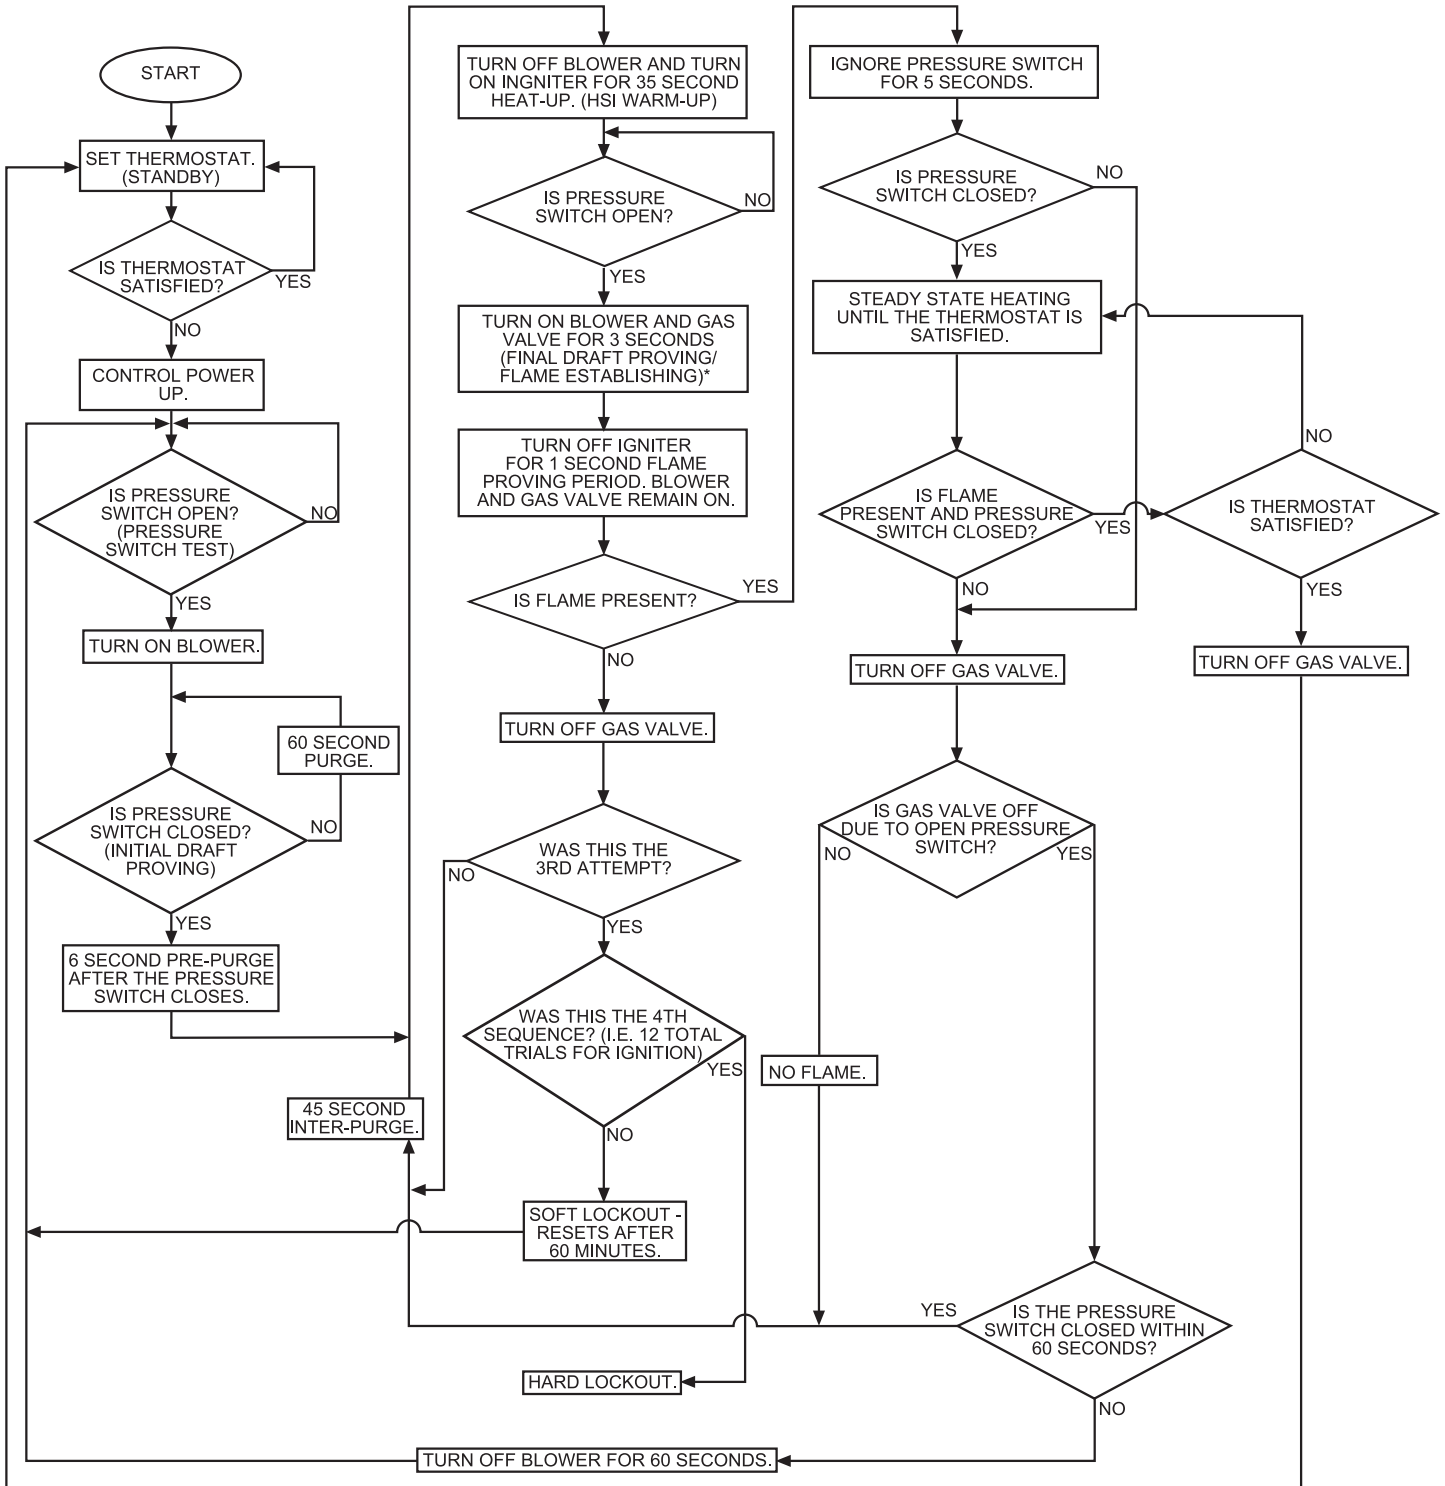 START
SET THERMOSTAT.
(STANDBY)
IS THERMOSTAT
SATISFIED?
YES
NO
CONTROL POWER
UP.
IS PRESSURE
SWITCH OPEN?
(PRESSURE
SWITCH TEST)
NO
YES
TURN ON BLOWER.
60 SECOND
PURGE.
IS PRESSURE
SWITCH CLOSED?
(INITIAL DRAFT
PROVING)
NO
YES
6 SECOND PRE-PURGE
AFTER THE PRESSURE
SWITCH CLOSES.
45 SECOND
INTER-PURGE.
TURN OFF BLOWER AND TURN
ON INGNITER FOR 35 SECOND
HEAT-UP. (HSI WARM-UP)
IS PRESSURE
SWITCH OPEN?
NO
YES
TURN ON BLOWER AND GAS
VALVE FOR 3 SECONDS
(FINAL DRAFT PROVING/
FLAME ESTABLISHING)*
TURN OFF IGNITER
FOR 1 SECOND FLAME
PROVING PERIOD. BLOWER
AND GAS VALVE REMAIN ON.
IS FLAME PRESENT?
YES
NO
TURN OFF GAS VALVE.
WAS THIS THE
3RD ATTEMPT?
NO
YES
WAS THIS THE 4TH
SEQUENCE? (I.E. 12 TOTAL
TRIALS FOR IGNITION)
YES
NO
SOFT LOCKOUT -
RESETS AFTER
60 MINUTES.
HARD LOCKOUT.
TURN OFF BLOWER FOR 60 SECONDS.
IGNORE PRESSURE SWITCH
FOR 5 SECONDS.
IS PRESSURE
SWITCH CLOSED?
NO
YES
STEADY STATE HEATING
UNTIL THE THERMOSTAT IS
SATISFIED.
IS FLAME
PRESENT AND PRESSURE
SWITCH CLOSED?
YES
NO
TURN OFF GAS VALVE.
IS GAS VALVE OFF
DUE TO OPEN PRESSURE
SWITCH?
NO
YES
NO FLAME.
IS THE PRESSURE
SWITCH CLOSED WITHIN
60 SECONDS?
YES
NO
NO
IS THERMOSTAT
SATISFIED?
YES
TURN OFF GAS VALVE.